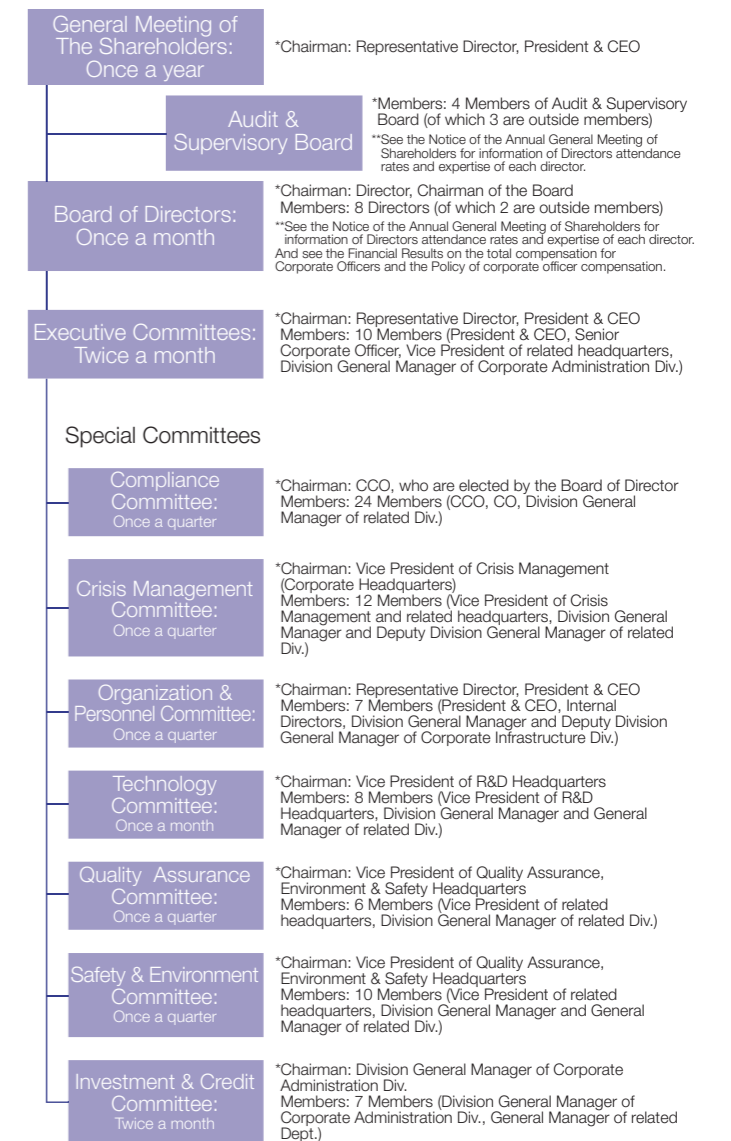 General Meeting of
The Shareholders:
Once a year
*Chairman: Representative Director, President & CEO
Audit &
Supervisory Board
*Members: 4 Members of Audit & Supervisory
Board (of which 3 are outside members)
**See the Notice of the Annual General Meeting of
Shareholders for information of Directors attendance
rates and expertise of each director.
Board of Directors:
Once a month
*Chairman: Director, Chairman of the Board
Members: 8 Directors (of which 2 are outside members)
**See the Notice of the Annual General Meeting of Shareholders for
information of Directors attendance rates and expertise of each director.
And see the Financial Results on the total compensation for
Corporate Officers and the Policy of corporate officer compensation.
Executive Committees:
Twice a month
*Chairman: Representative Director, President & CEO
Members: 10 Members (President & CEO, Senior
Corporate Officer, Vice President of related headquarters,
Division General Manager of Corporate Administration Div.)
Special Committees
Compliance
Committee:
Once a quarter
*Chairman: CCO, who are elected by the Board of Director
Members: 24 Members (CCO, CO, Division General
Manager of related Div.)
Crisis Management
Committee:
Once a quarter
*Chairman: Vice President of Crisis Management
(Corporate Headquarters)
Members: 12 Members (Vice President of Crisis
Management and related headquarters, Division General
Manager and Deputy Division General Manager of related
Div.)
Organization &
Personnel Committee:
Once a quarter
*Chairman: Representative Director, President & CEO
Members: 7 Members (President & CEO, Internal
Directors, Division General Manager and Deputy Division
General Manager of Corporate Infrastructure Div.)
Technology
Committee:
Once a month
*Chairman: Vice President of R&D Headquarters
Members: 8 Members (Vice President of R&D
Headquarters, Division General Manager and General
Manager of related Div.)
Quality Assurance
Committee:
Once a quarter
*Chairman: Vice President of Quality Assurance,
Environment & Safety Headquarters
Members: 6 Members (Vice President of related
headquarters, Division General Manager of related Div.)
Safety & Environment
Committee:
Once a quarter
*Chairman: Vice President of Quality Assurance,
Environment & Safety Headquarters
Members: 10 Members (Vice President of related
headquarters, Division General Manager and General
Manager of related Div.)
Investment & Credit
Committee:
Twice a month
*Chairman: Division General Manager of Corporate
Administration Div.
Members: 7 Members (Division General Manager of
Corporate Administration Div., General Manager of related
Dept.)